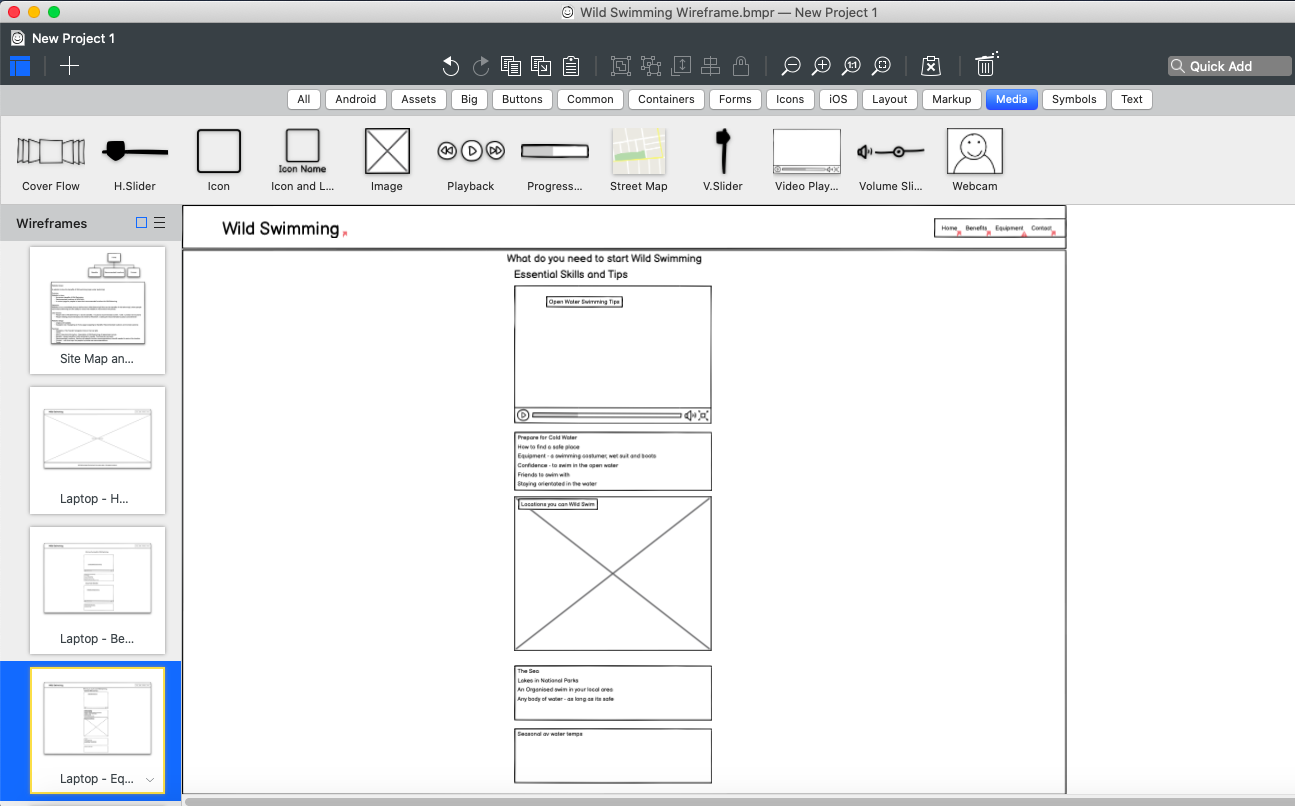 Wild Swimming Wireframe.bmpr — New Project 1
New Project 1
1:1
Quick Add
All Android Assets Big Buttons Common Containers Forms Icons iOS Layout Markup Media Symbols Text
Cover Flow H.Slider Icon Icon and L... Image Playback Progress... Street Map V.Slider Video Play... Volume Sli... Webcam
Icon Name
Wireframes
Site Map an...
Laptop - H...
Laptop - Be...
Laptop - Eq...
Wild Swimming
Home Benefits Equipment Contact
What do you need to start Wild Swimming
Essential Skills and Tips
Open Water Swimming Tips
Prepare for Cold Water
How to find a safe place
Equipment - a swimming costumer, wet suit and boots
Confidence - to swim in the open water
Friends to swim with
Staying orientated in the water
Locations you can Wild Swim
The Sea
Lakes in National Parks
An Organised swim in your local area
Any body of water - as long as its safe
Seasonal av water temps